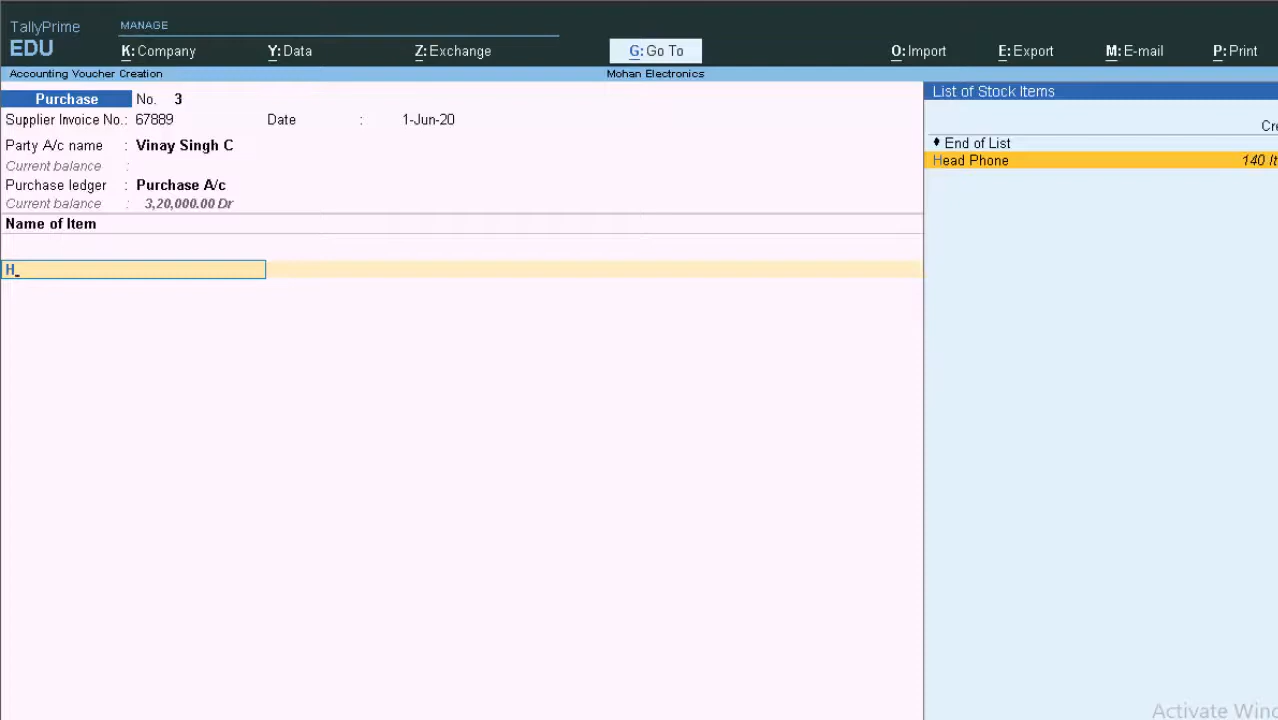 TallyPrime
EDU
MANAGE
K: Company
Y: Data
Z: Exchange
G: Go To
O: Import
E: Export
M: E-mail
P: Print
Accounting Voucher Creation
Mohan Electronics
Purchase No. 3
Supplier Invoice No.: 67889 Date : 1-Jun-20
Party A/c name : Vinay Singh C
Current balance :
Purchase ledger : Purchase A/c
Current balance : 3,20,000.00 Dr
Name of Item
H
List of Stock Items
♦ End of List
Head Phone 140
Activate